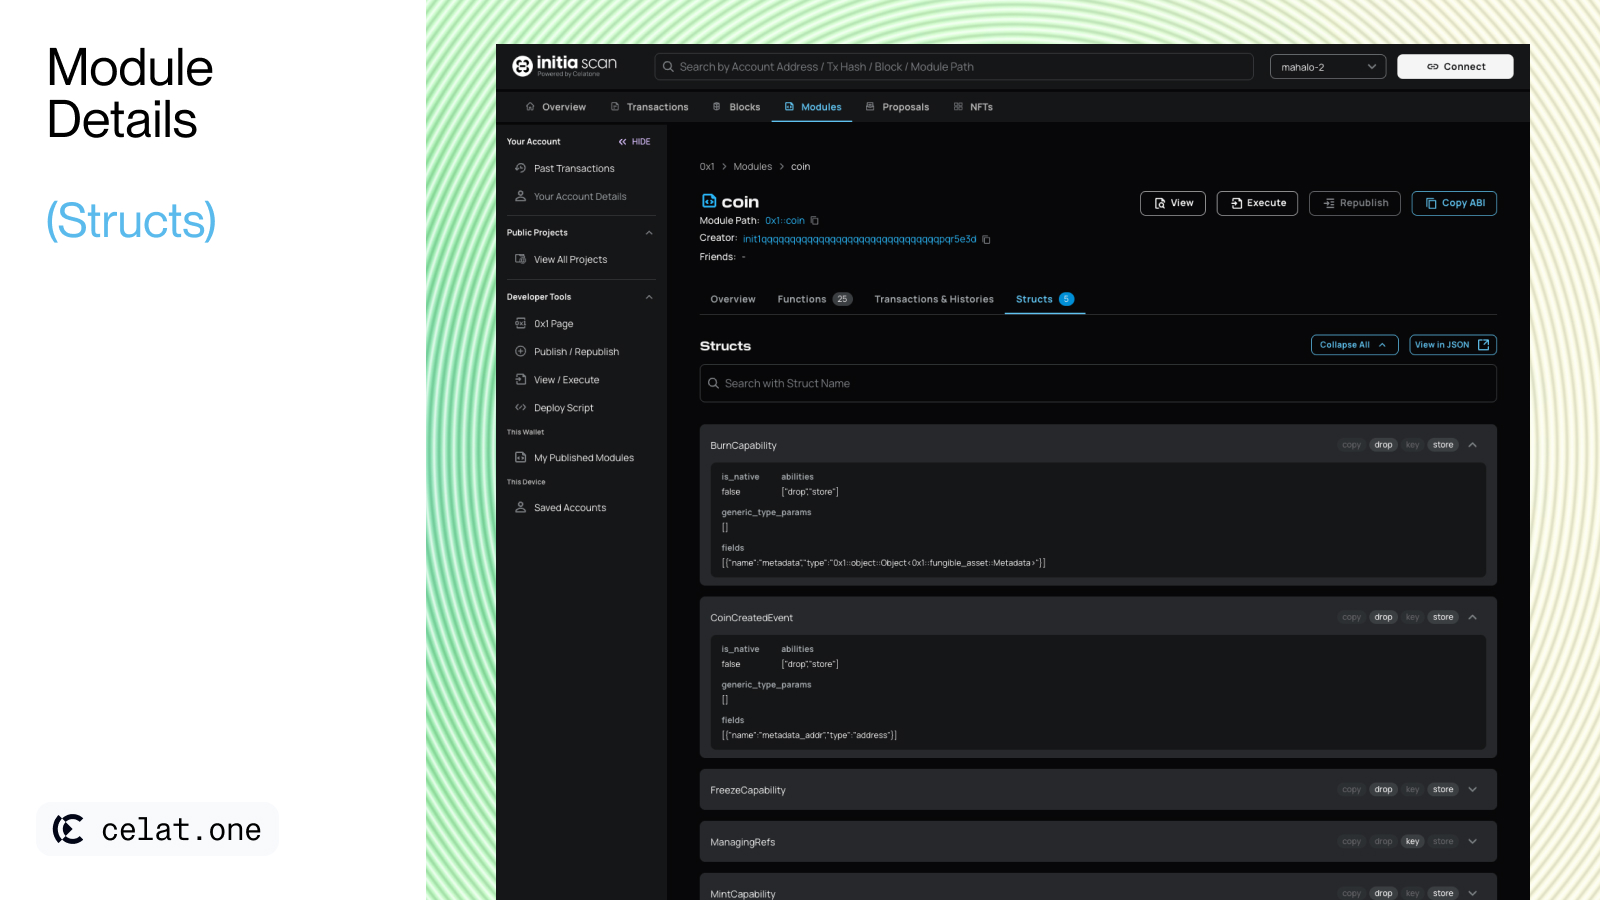 Module
Details
(Structs)
celat.one
initia scan
Powered by Celatone
Search by Account Address / Tx Hash / Block / Module Path
mahalo-2
Connect
Overview
Transactions
Blocks
Modules
Proposals
NFTs
Your Account
HIDE
Past Transactions
Your Account Details
Public Projects
View All Projects
Developer Tools
0x1 Page
Publish / Republish
View / Execute
Deploy Script
This Wallet
My Published Modules
This Device
Saved Accounts
0x1 > Modules > coin
coin
Module Path: 0x1::coin
Creator:
Friends: -
View
Execute
Republish
Copy ABI
Overview
Functions 25
Transactions & Histories
Structs 5
Structs
Collapse All
View in JSON
Search with Struct Name
BurnCapability
copy drop key store
is_native abilities
false ["drop","store"]
generic_type_params
[]
fields
[{"name":"metadata","type":"0x1::object::Object<0x1::fungible_asset::Metadata>"}]
CoinCreatedEvent
copy drop key store
is_native abilities
false ["drop","store"]
generic_type_params
[]
fields
[{"name":"metadata_addr","type":"address"}]
FreezeCapability
copy drop key store
ManagingRefs
copy drop key store
MintCapability
copy drop key store